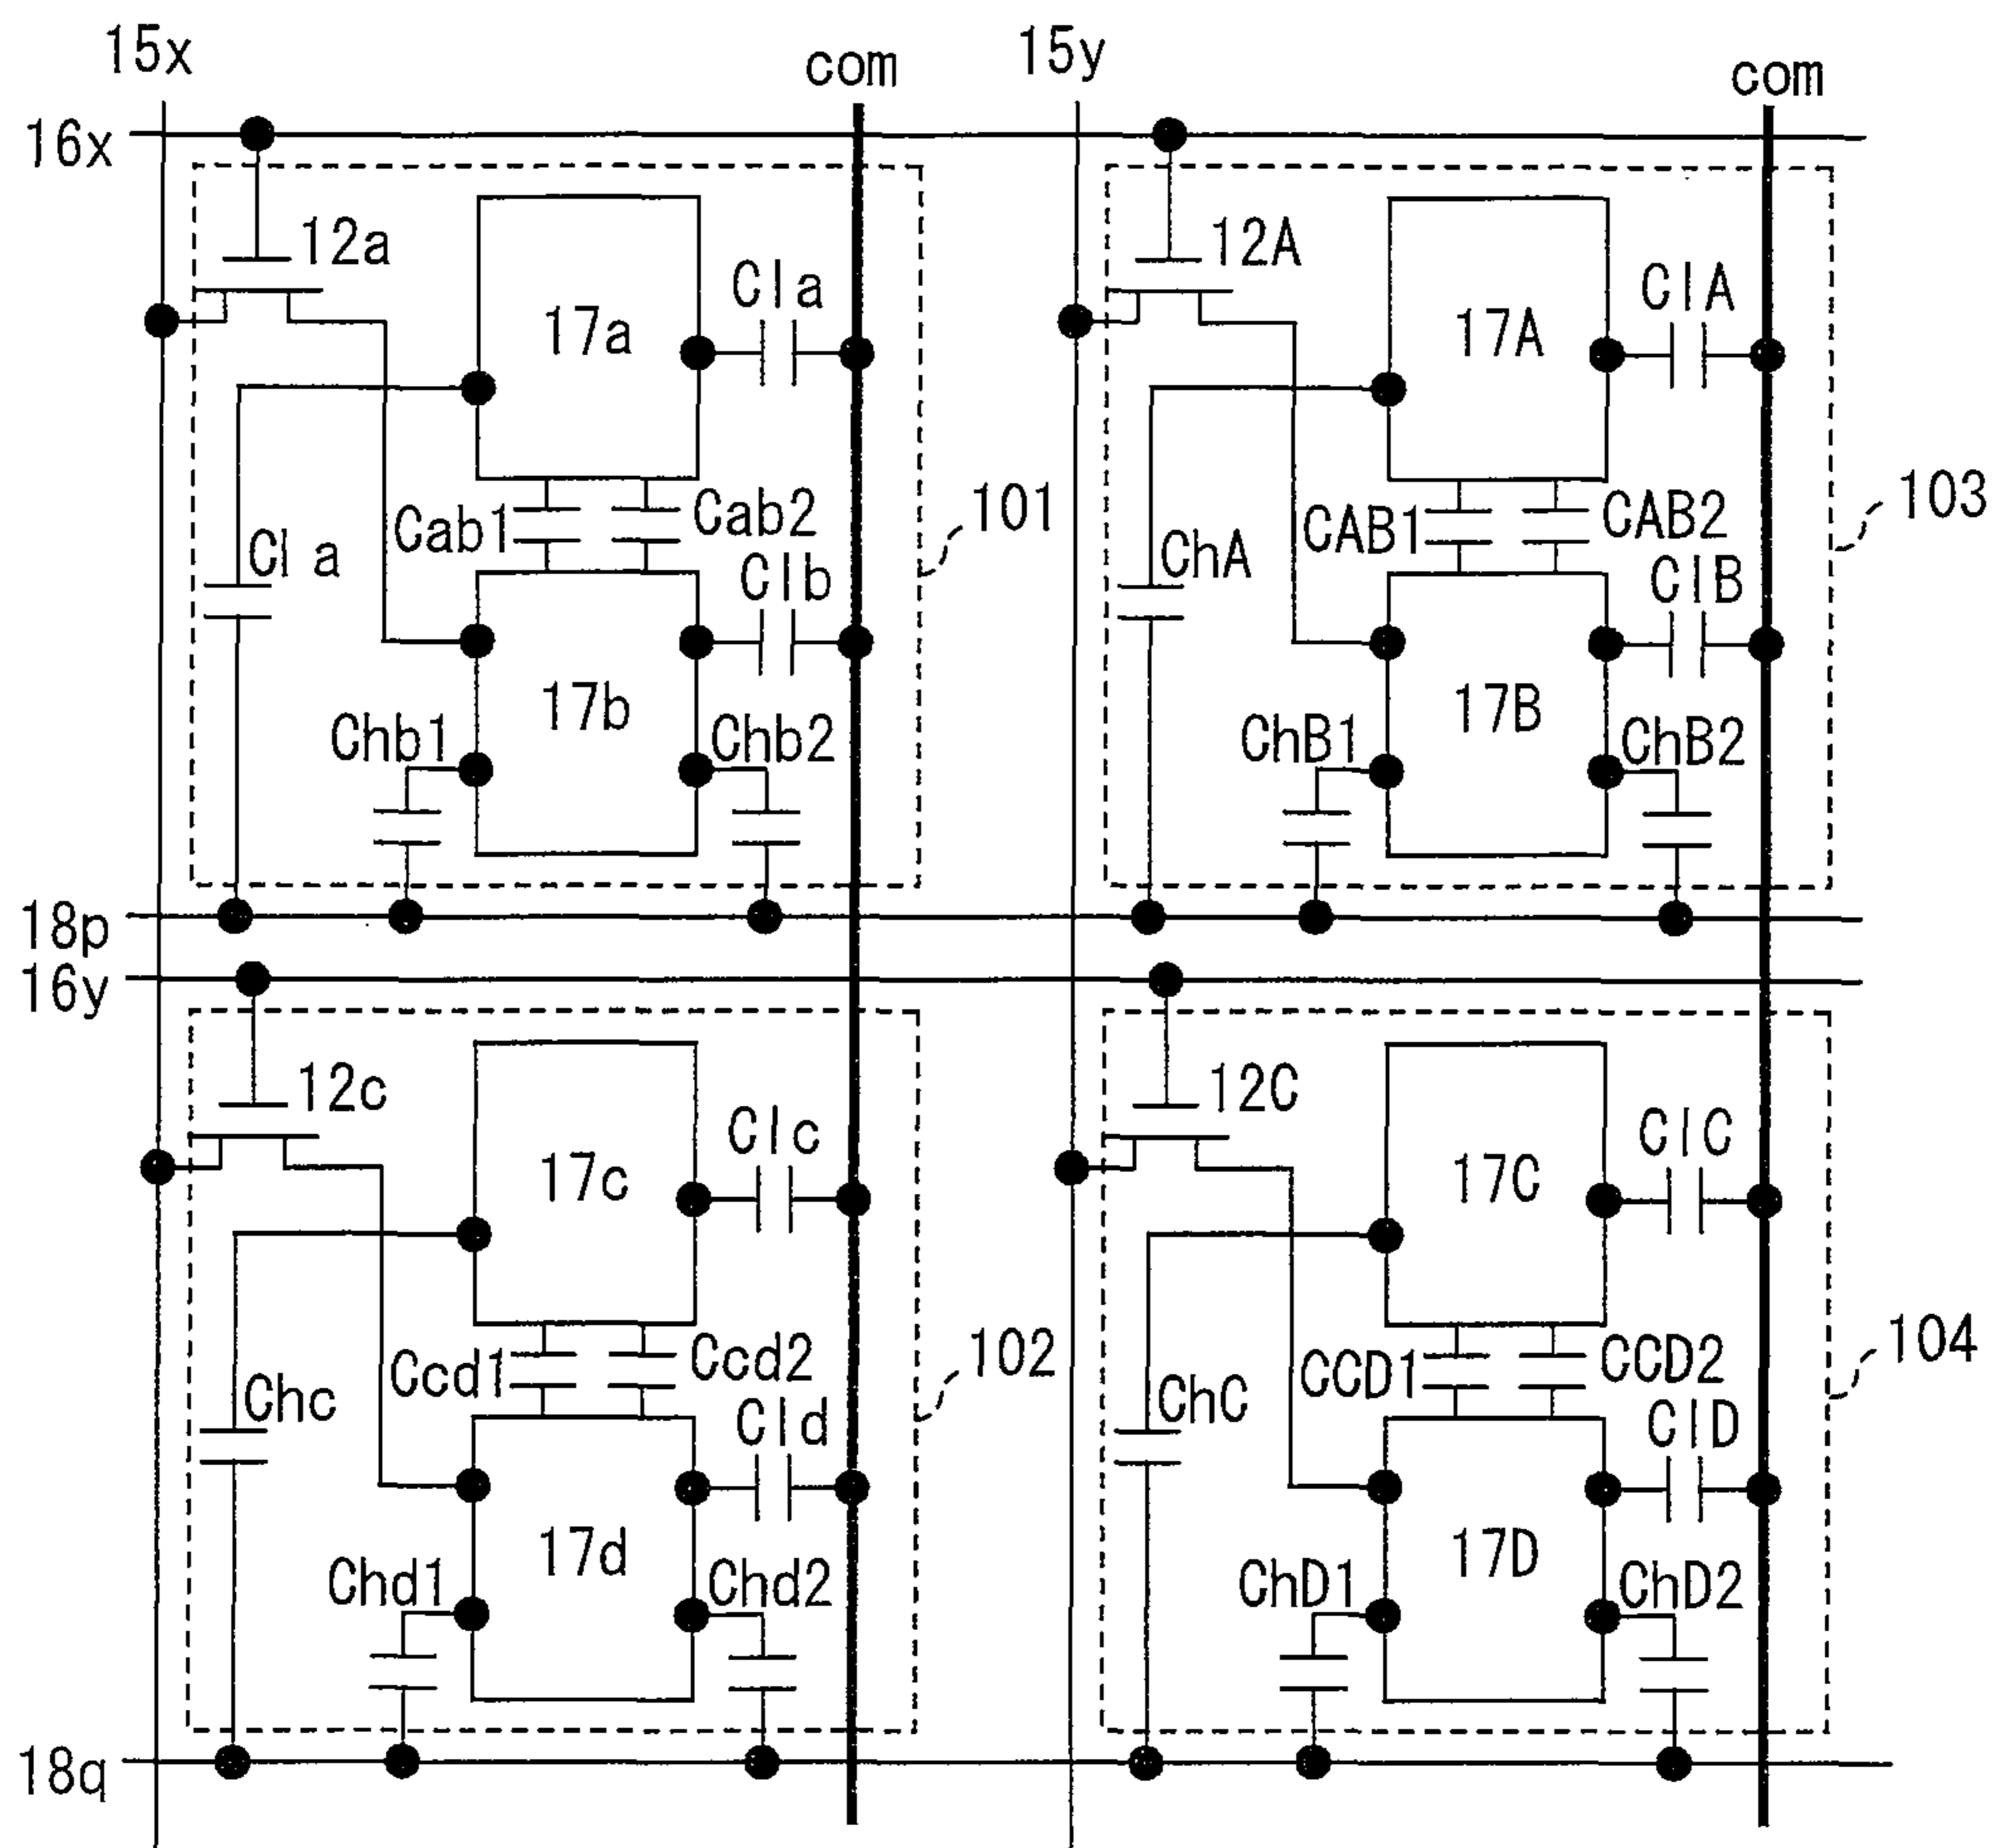 15x
com
15y
com
16x
12a
Cla
17a
12A
ClA
17A
Cab1
Cab2
101
Cla
Clb
17b
Chb1
Chb2
CAB1
CAB2
103
ChA
ClB
17B
ChB1
ChB2
18p
16y
12c
Clc
17c
12C
ClC
17C
Ccd1
Ccd2
102
Chc
Cld
17d
Chd1
Chd2
CCD1
CCD2
104
ChC
ClD
17D
ChD1
ChD2
18q